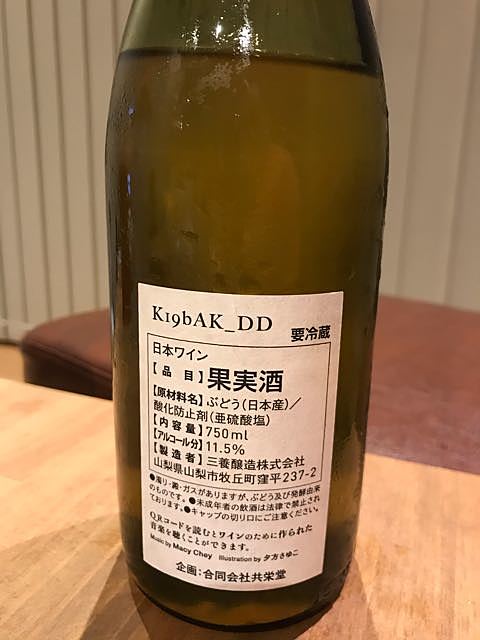 K19bAK_DD 要冷蔵
日本ワイン
【品 目】果実酒
【原材料名】ぶどう(日本産)/
酸化防止剤(亜硫酸塩)
【内 容 量】750ml
【アルコール分】11.5%
【製 造 者】三養醸造株式会社
山梨県山梨市牧丘町窪平237-2
●濁り・澱・ガスがありますが、ぶどう及び発酵由来
のものです。●未成年者の飲酒は法律で禁止され
ております。●キャップの切り口にご注意ください。
QRコードを読むとワインのために作られた
音楽を聴くことができます。
Music by Macy Chey Illustration by 夕方さゆこ
企画:合同会社共栄堂